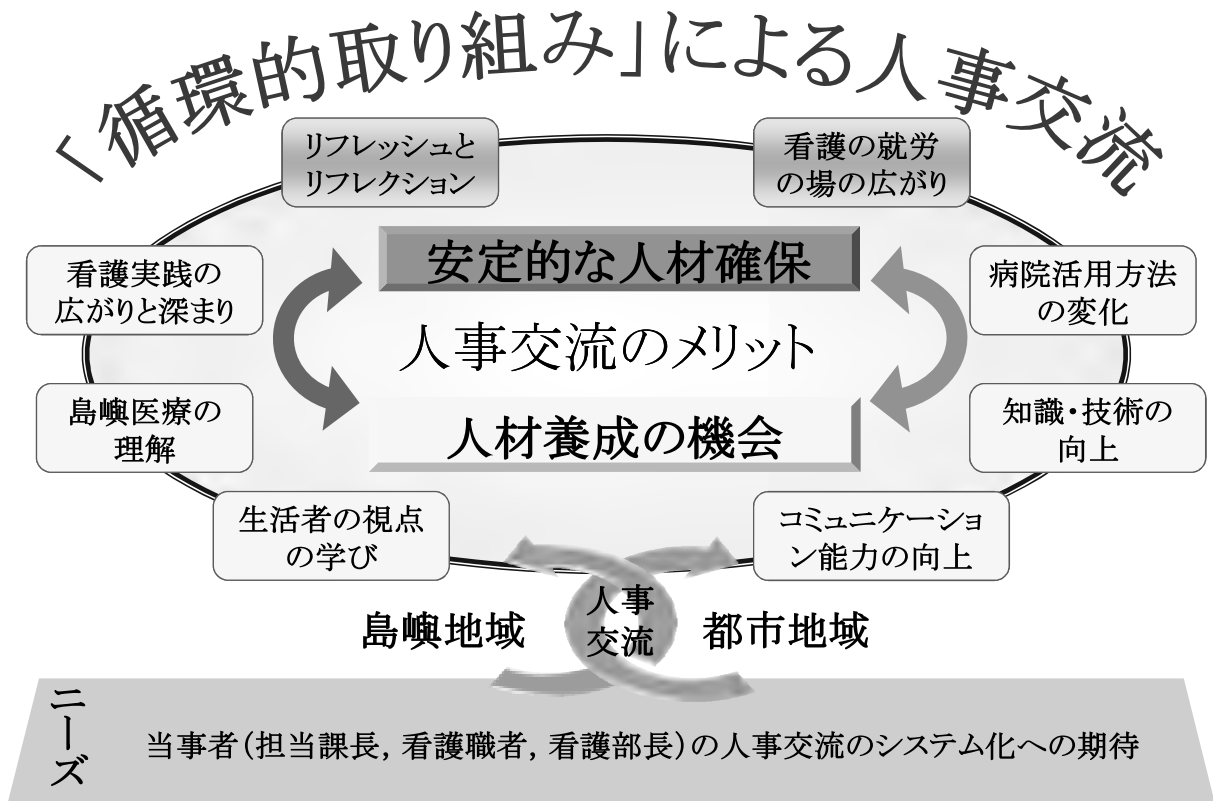 「循環的取り組み」による人事交流
リフレッシュと
リフレクション
看護の就労
の場の広がり
安定的な人材確保
看護実践の
広がりと深まり
病院活用方法
の変化
人事交流のメリット
島嶼医療の
理解
人材養成の機会
知識・技術の
向上
生活者の視点
の学び
コミュニケーショ
ン能力の向上
人事
交流
島嶼地域
都市地域
ニーズ
当事者(担当課長, 看護職者, 看護部長)の人事交流のシステム化への期待